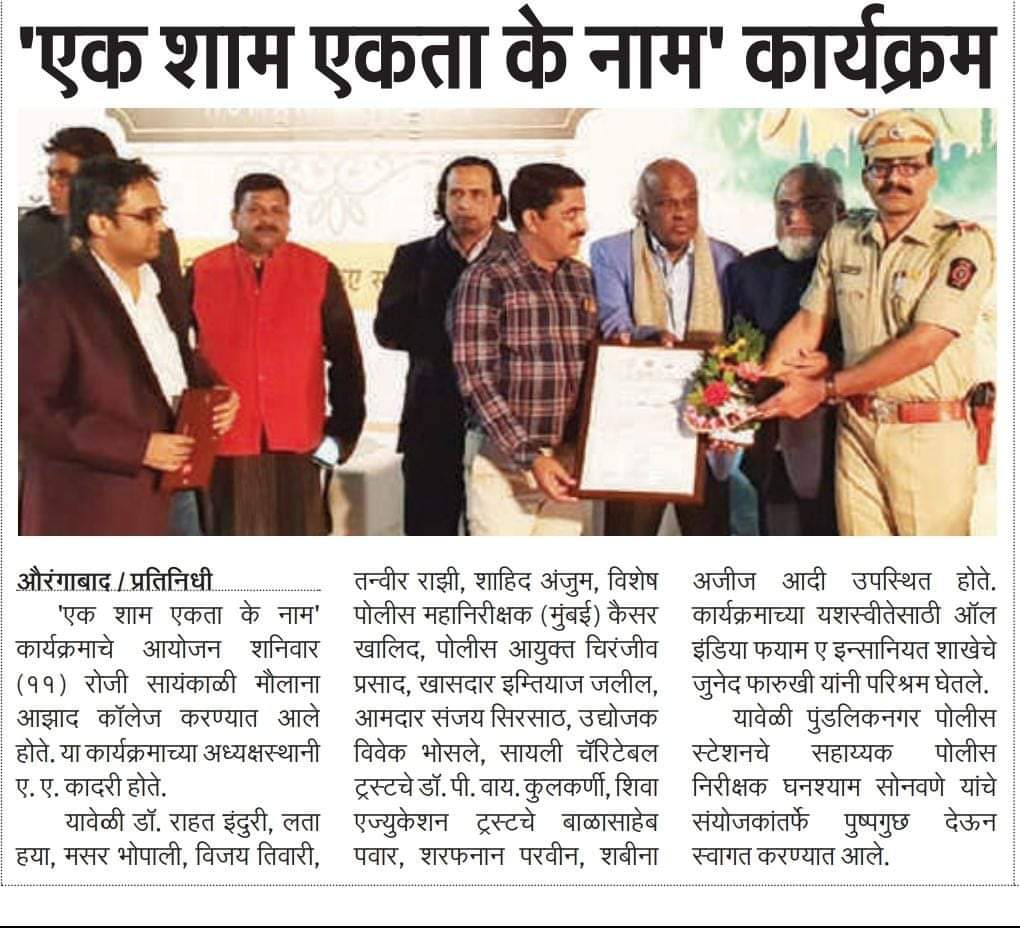 'एक शाम एकता के नाम' कार्यक्रम
औरंगाबाद / प्रतिनिधी
'एक शाम एकता के नाम'
कार्यक्रमाचे आयोजन शनिवार
(११) रोजी सायंकाळी मौलाना
आझाद कॉलेज करण्यात आले
होते. या कार्यक्रमाच्या अध्यक्षस्थानी
ए. ए. कादरी होते.
यावेळी डॉ. राहत इंदुरी, लता
हया, मसर भोपाली, विजय तिवारी,
तन्वीर राझी, शाहिद अंजुम, विशेष
पोलीस महानिरीक्षक (मुंबई) कैसर
खालिद, पोलीस आयुक्त चिरंजीव
प्रसाद, खासदार इम्तियाज जलील,
आमदार संजय सिरसाठ, उद्योजक
विवेक भोसले, सायली चॅरिटेबल
ट्रस्टचे डॉ. पी. वाय. कुलकर्णी, शिवा
एज्युकेशन ट्रस्टचे बाळासाहेब
पवार, शरफनान परवीन, शबीना
अजीज आदी उपस्थित होते.
कार्यक्रमाच्या यशस्वीतेसाठी ऑल
इंडिया फयाम ए इन्सानियत शाखेचे
जुनेद फारुखी यांनी परिश्रम घेतले.
यावेळी पुंडलिकनगर पोलीस
स्टेशनचे सहाय्यक पोलीस
निरीक्षक घनश्याम सोनवणे यांचे
संयोजकांतर्फे पुष्पगुछ देऊन
स्वागत करण्यात आले.